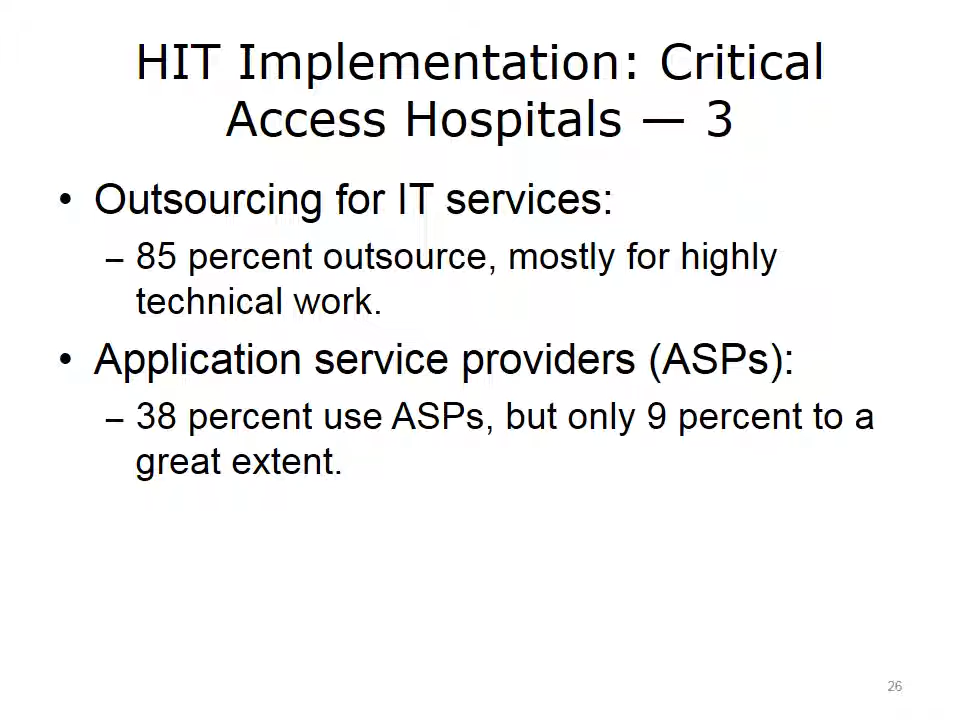 HIT Implementation: Critical
Access Hospitals — 3
• Outsourcing for IT services:
– 85 percent outsource, mostly for highly
technical work.
• Application service providers (ASPs):
– 38 percent use ASPs, but only 9 percent to a
great extent.
26